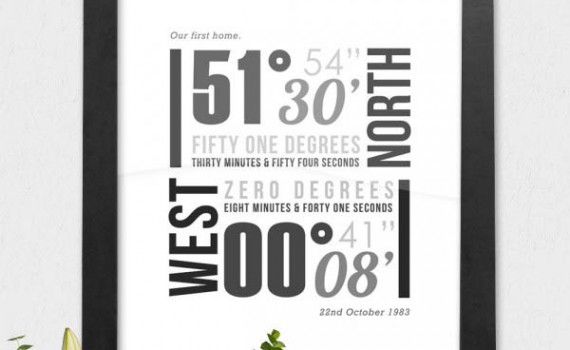 Our first home.
51° 54”
30’
NORTH
FIFTY ONE DEGREES
THIRTY MINUTES & FIFTY FOUR SECONDS
WEST
ZERO DEGREES
EIGHT MINUTES & FORTY ONE SECONDS
00° 41”
08’
22nd October 1983